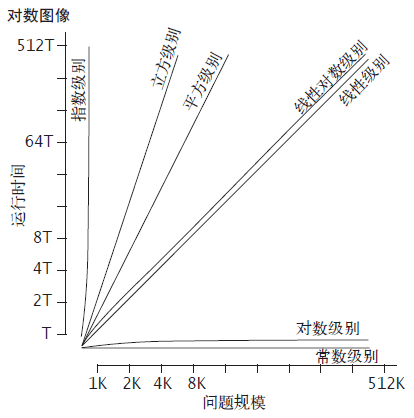 对数图像
512T
64T
8T
4T
2T
T
运行时间
指数级别
立方级别
平方级别
线性对数级别
线性级别
对数级别
常数级别
1K 2K 4K 8K 512K
问题规模